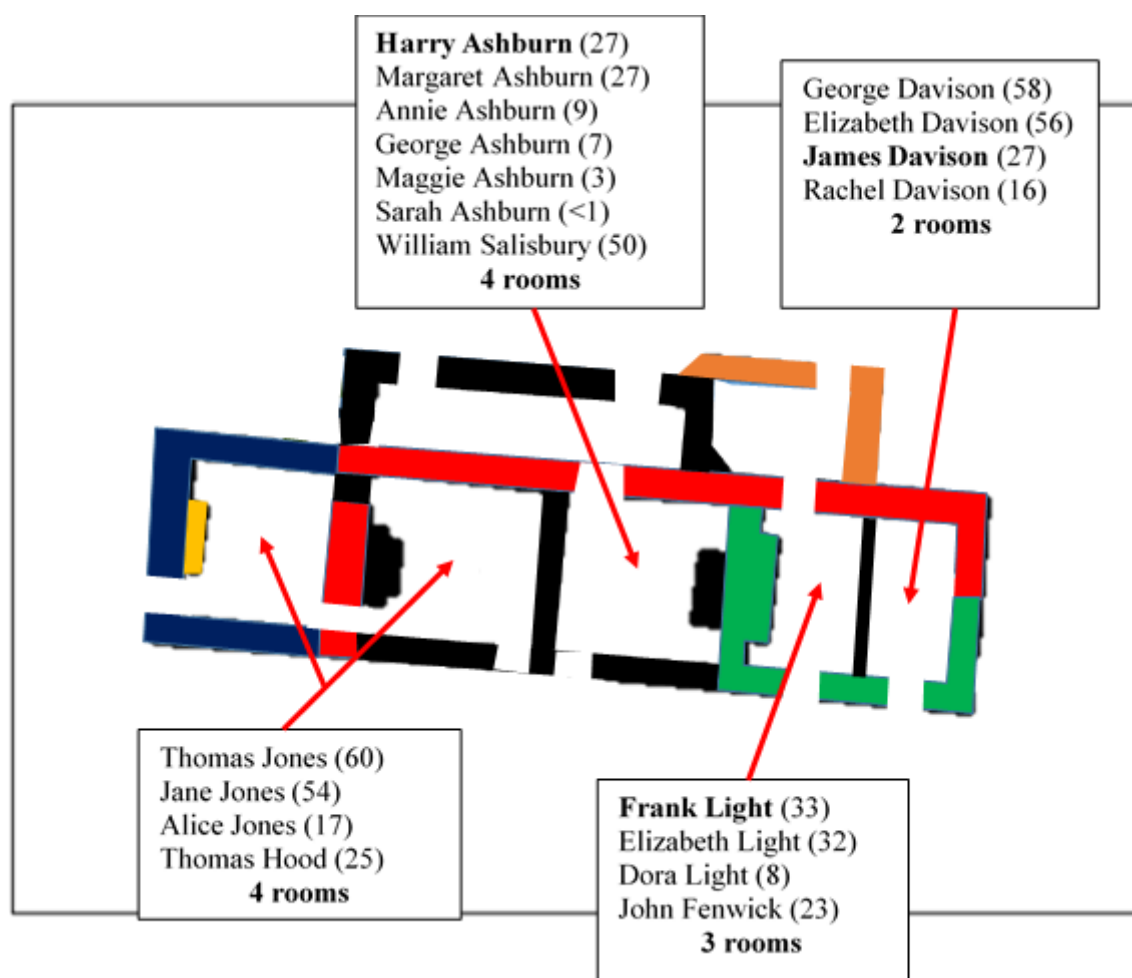 Harry Ashburn (27)
Margaret Ashburn (27)
Annie Ashburn (9)
George Ashburn (7)
Maggie Ashburn (3)
Sarah Ashburn (<1)
William Salisbury (50)
4 rooms
George Davison (58)
Elizabeth Davison (56)
James Davison (27)
Rachel Davison (16)
2 rooms
Thomas Jones (60)
Jane Jones (54)
Alice Jones (17)
Thomas Hood (25)
4 rooms
Frank Light (33)
Elizabeth Light (32)
Dora Light (8)
John Fenwick (23)
3 rooms